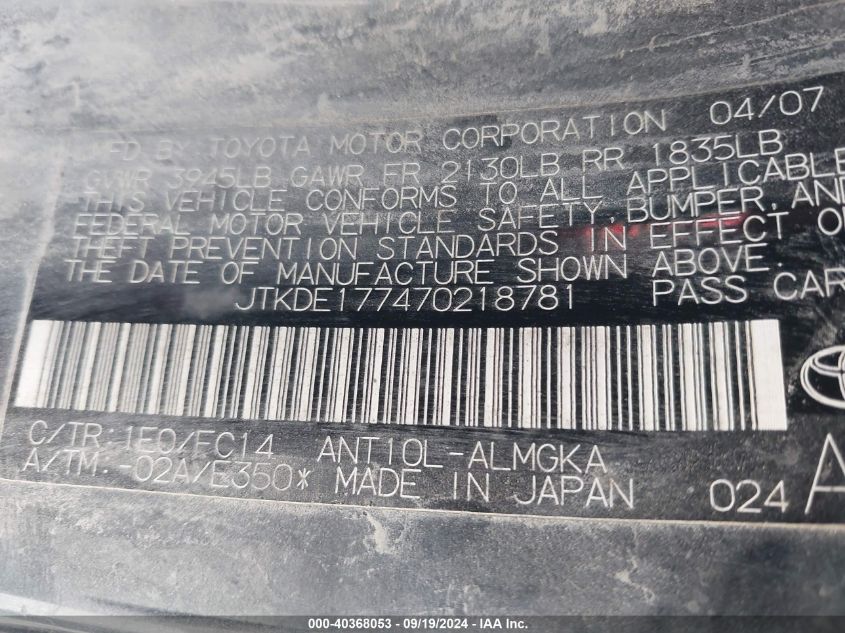 MFD BY TOYOTA MOTOR CORPORATION 04/07
GVWR 3945LB GAWR FR 2130LB RR 1835LB
THIS VEHICLE CONFORMS TO ALL APPLICABLE
FEDERAL MOTOR VEHICLE SAFETY, BUMPER, AND
THEFT PREVENTION STANDARDS IN EFFECT O
THE DATE OF MANUFACTURE SHOWN ABOVE.
JTKDE177470218781 PASS CAR
C/TR 1E0/FC14 ANT10L-ALMGKA
A/TM.-02A/E350* MADE IN JAPAN 024 A
000-40368053 - 09/19/2024 - IAA Inc.